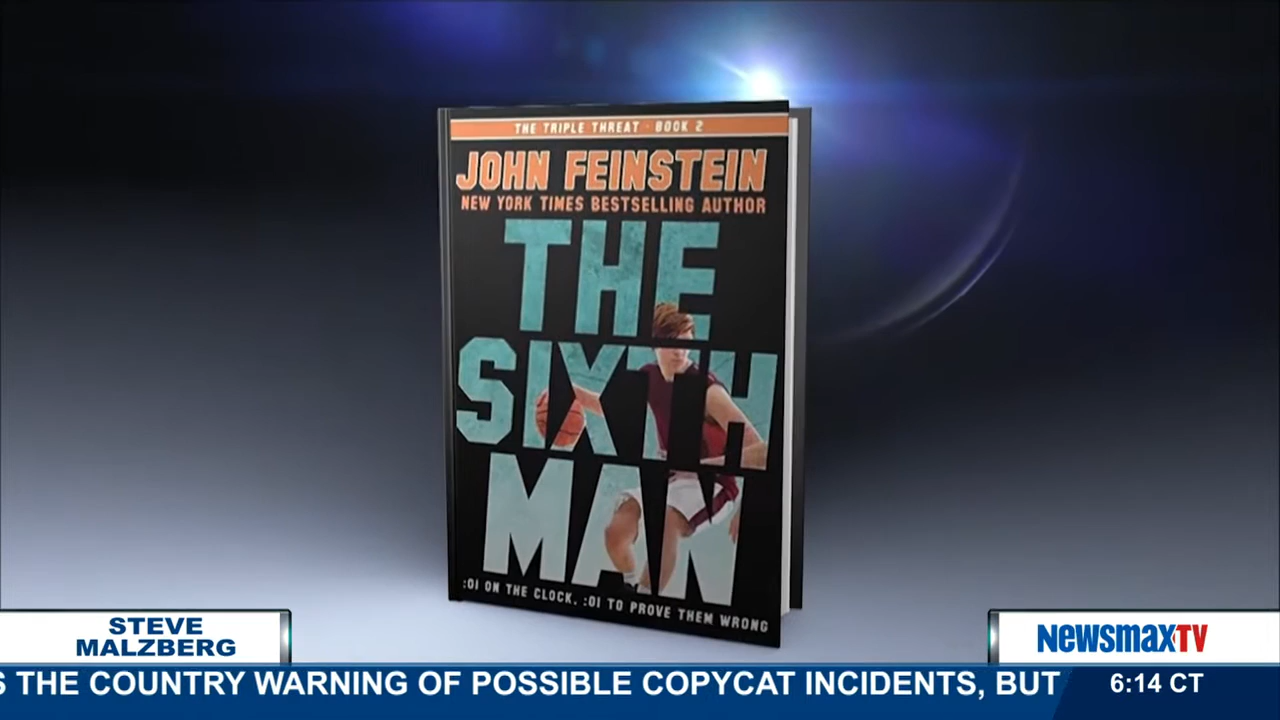 THE TRIPLE THREAT · BOOK 2
JOHN FEINSTEIN
NEW YORK TIMES BESTSELLING AUTHOR
THE
SIXTH
MAN
:01 ON THE CLOCK. :01 TO PROVE THEM WRONG
STEVE
MALZBERG
NEWSMAXTV
S THE COUNTRY WARNING OF POSSIBLE COPYCAT INCIDENTS, BUT
6:14 CT